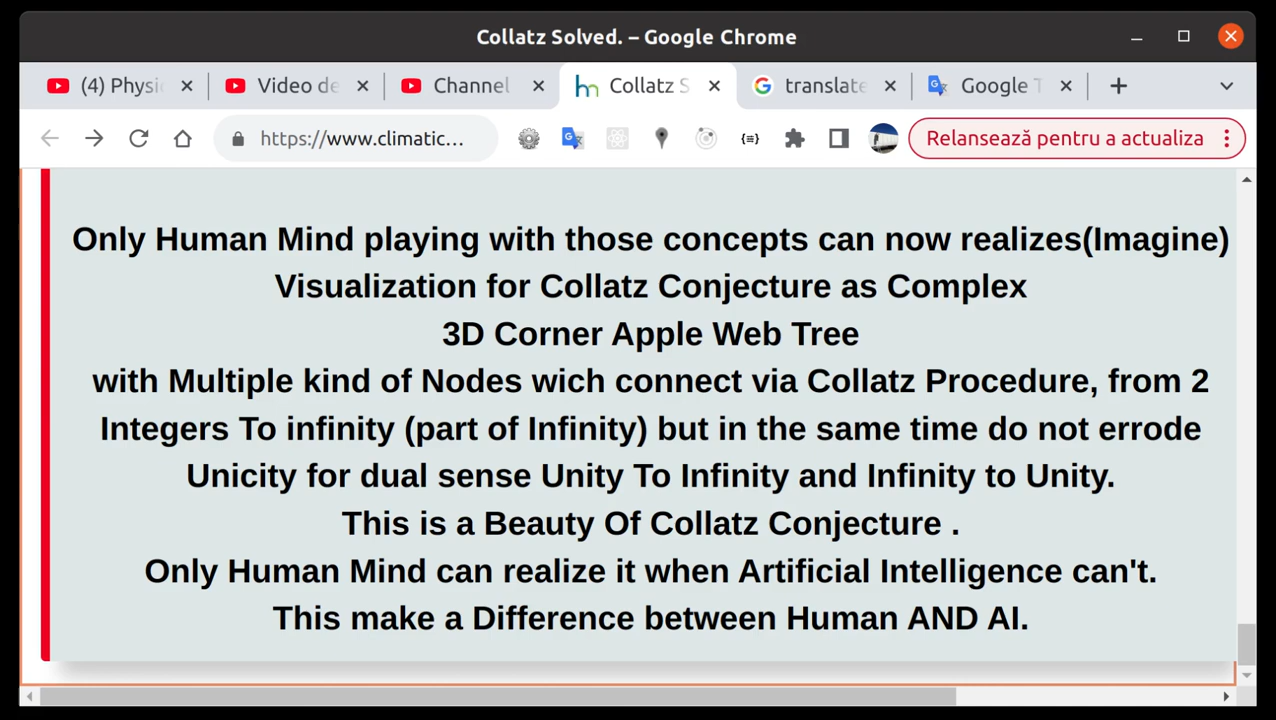 Collatz Solved. – Google Chrome
(4) Physi
Video de
Channel
Collatz S
translate
Google T
https://www.climatic...
Relansează pentru a actualiza
Only Human Mind playing with those concepts can now realizes(Imagine)
Visualization for Collatz Conjecture as Complex
3D Corner Apple Web Tree
with Multiple kind of Nodes wich connect via Collatz Procedure, from 2
Integers To infinity (part of Infinity) but in the same time do not errode
Unicity for dual sense Unity To Infinity and Infinity to Unity.
This is a Beauty Of Collatz Conjecture .
Only Human Mind can realize it when Artificial Intelligence can't.
This make a Difference between Human AND AI.